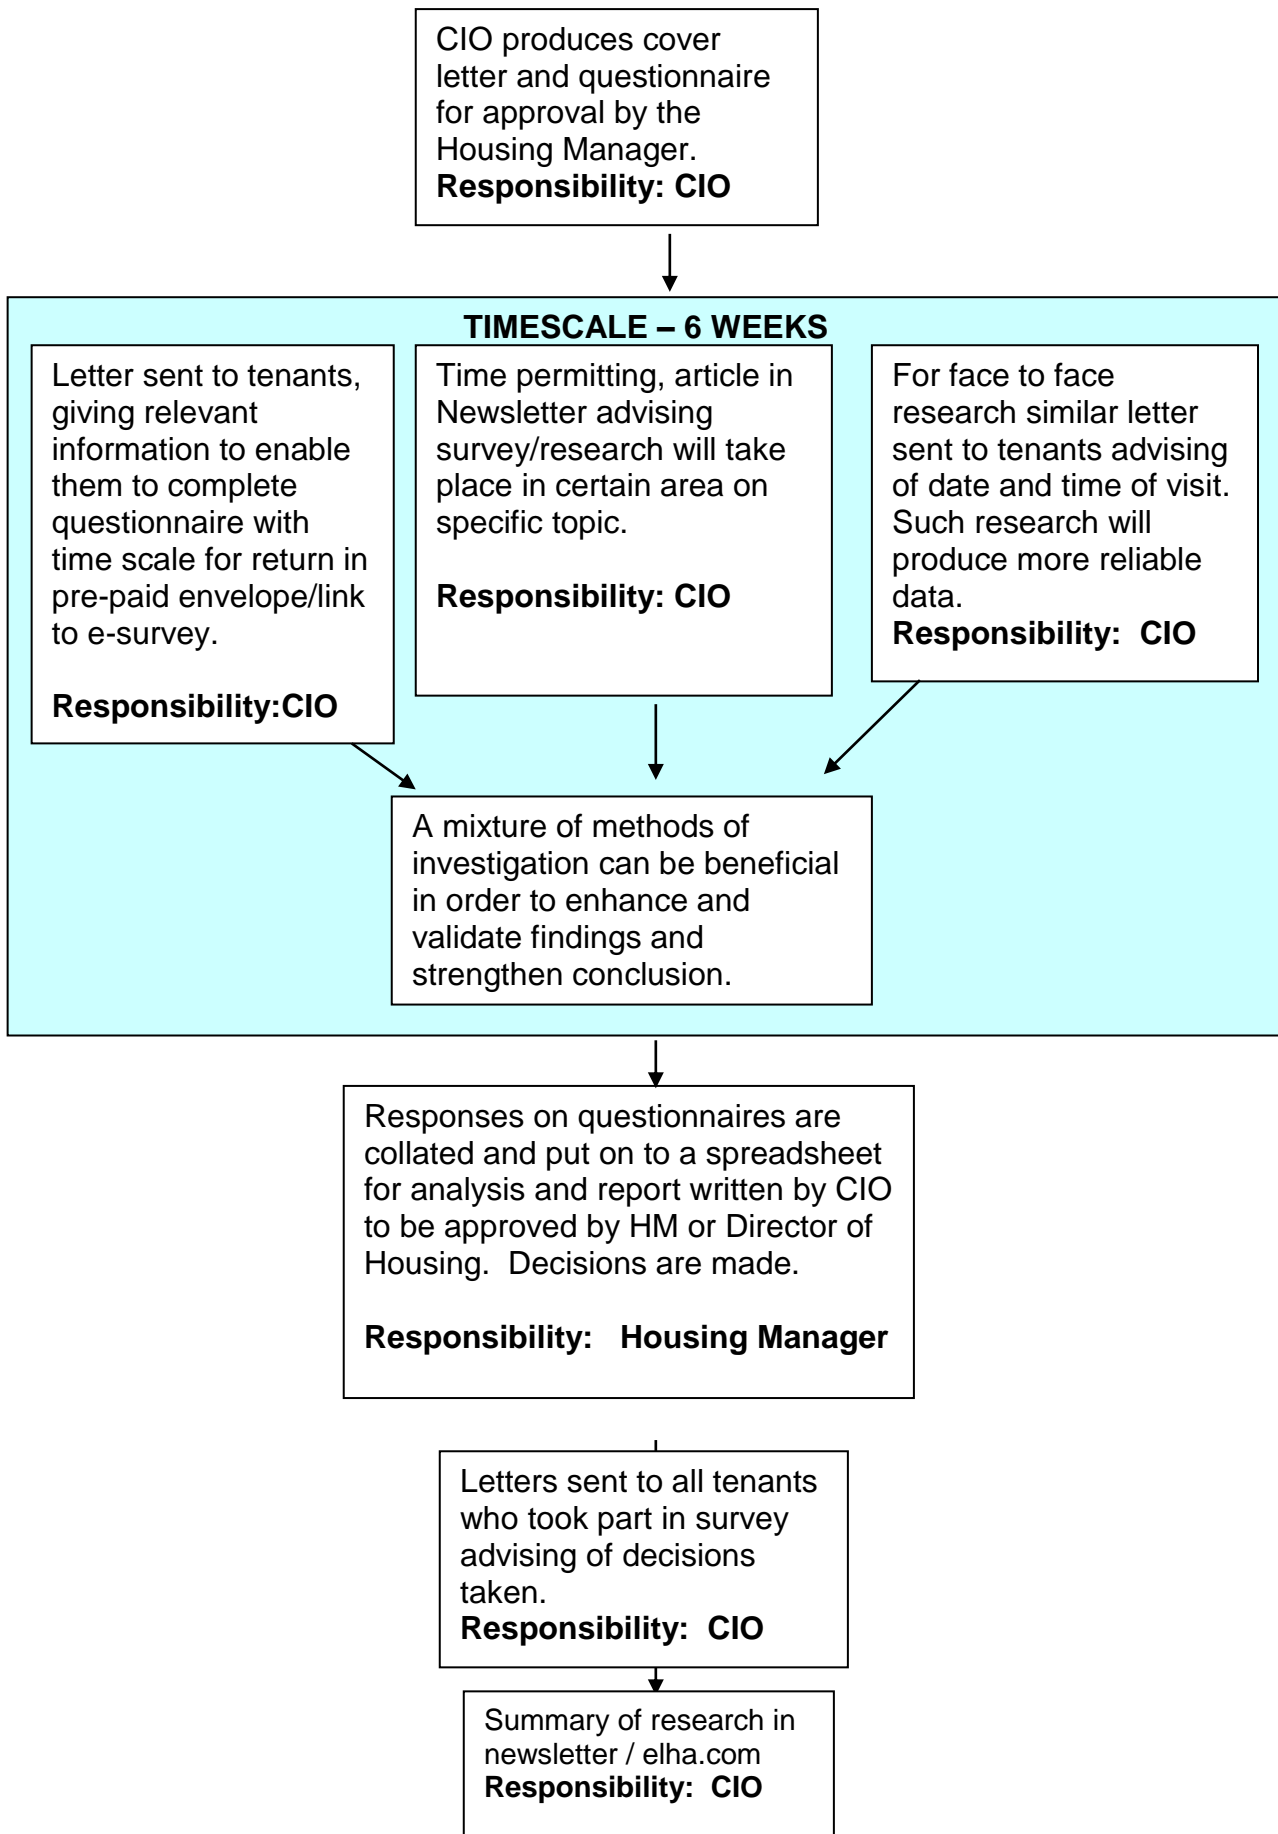 CIO produces cover
letter and questionnaire
for approval by the
Housing Manager.
Responsibility: CIO
TIMESCALE – 6 WEEKS
Letter sent to tenants,
giving relevant
information to enable
them to complete
questionnaire with
time scale for return in
pre-paid envelope/link
to e-survey.
Responsibility:CIO
Time permitting, article in
Newsletter advising
survey/research will take
place in certain area on
specific topic.
Responsibility: CIO
For face to face
research similar letter
sent to tenants advising
of date and time of visit.
Such research will
produce more reliable
data.
Responsibility: CIO
A mixture of methods of
investigation can be beneficial
in order to enhance and
validate findings and
strengthen conclusion.
Responses on questionnaires are
collated and put on to a spreadsheet
for analysis and report written by CIO
to be approved by HM or Director of
Housing. Decisions are made.
Responsibility: Housing Manager
Letters sent to all tenants
who took part in survey
advising of decisions
taken.
Responsibility: CIO
Summary of research in
newsletter / elha.com
Responsibility: CIO